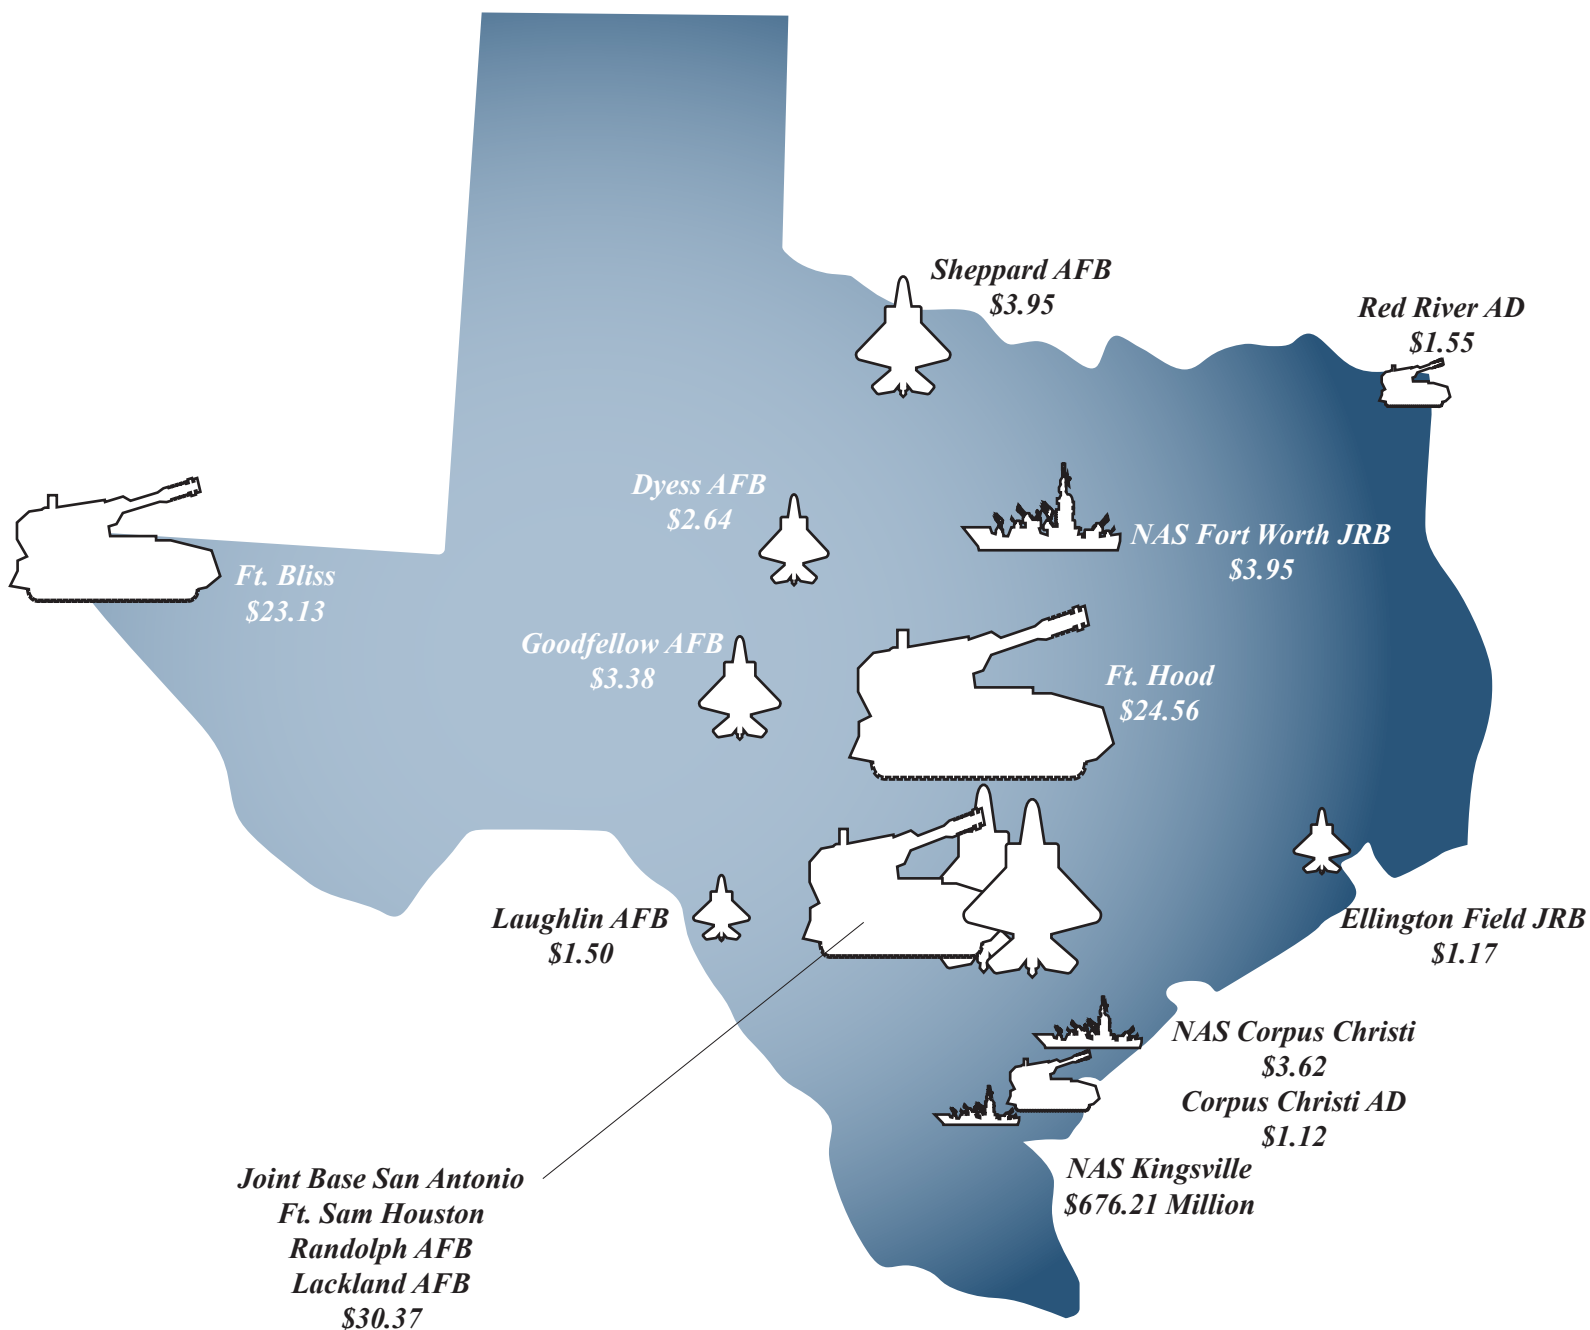 Sheppard AFB
$3.95
Red River AD
$1.55
Dyess AFB
$2.64
NAS Fort Worth JRB
$3.95
Ft. Bliss
$23.13
Goodfellow AFB
$3.38
Ft. Hood
$24.56
Laughlin AFB
$1.50
Ellington Field JRB
$1.17
NAS Corpus Christi
$3.62
Corpus Christi AD
$1.12
NAS Kingsville
$676.21 Million
Joint Base San Antonio
Ft. Sam Houston
Randolph AFB
Lackland AFB
$30.37